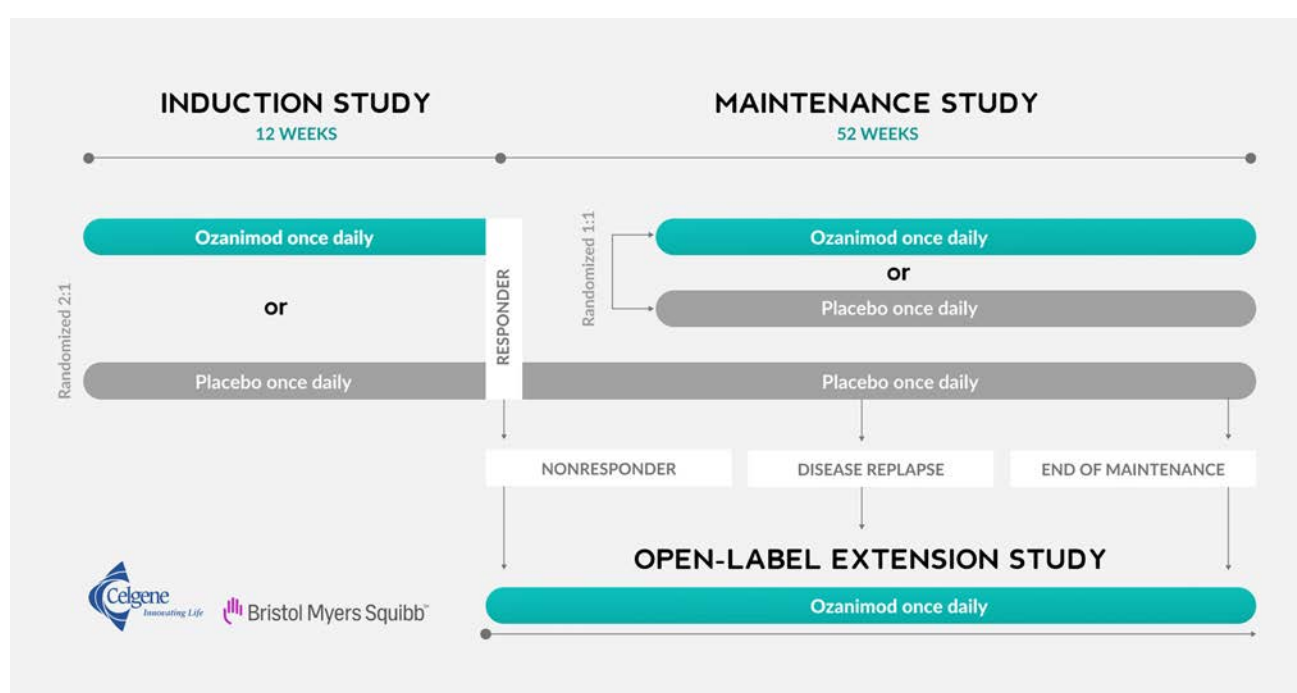 INDUCTION STUDY
12 WEEKS
MAINTENANCE STUDY
52 WEEKS
Randomized 2:1
Ozanimod once daily
or
Placebo once daily
RESPONDER
Randomized 1:1
Ozanimod once daily
or
Placebo once daily
Placebo once daily
NONRESPONDER
DISEASE REPLAPSE
END OF MAINTENANCE
OPEN-LABEL EXTENSION STUDY
Ozanimod once daily
Celgene
Innovating Life
Bristol Myers Squibb™